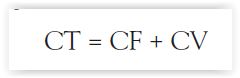 CT = CF + CV